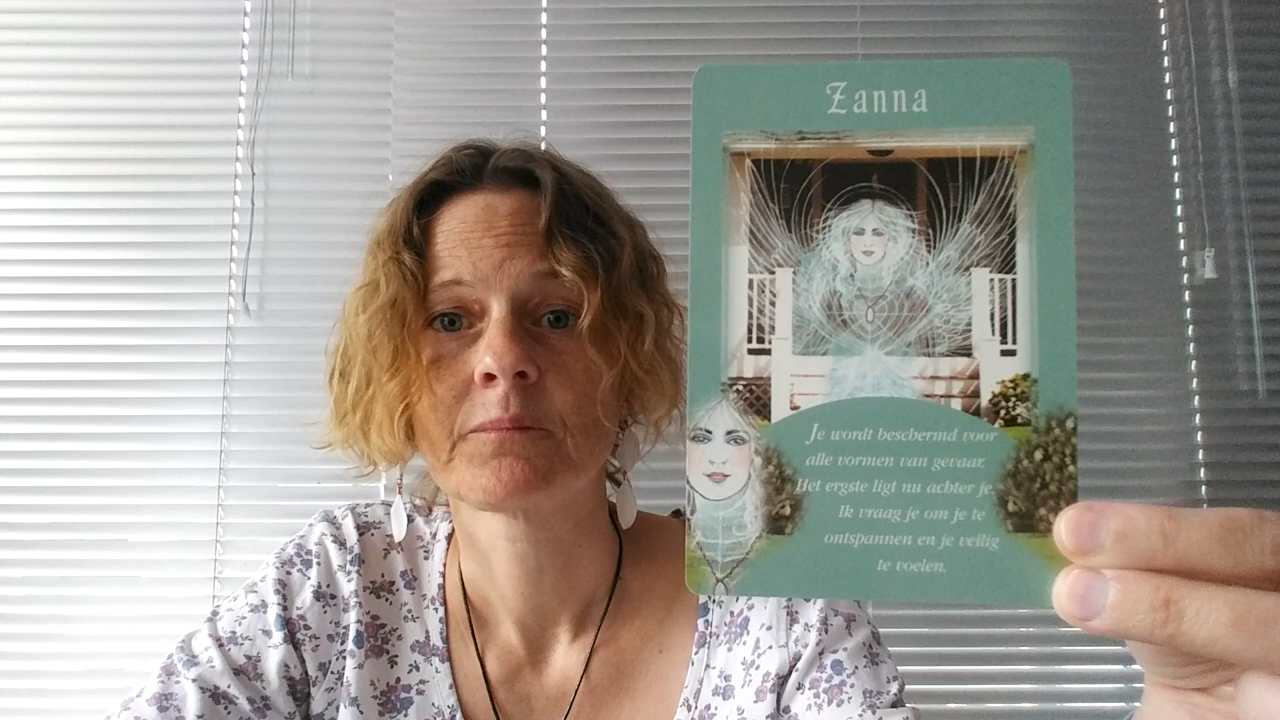 Zanna
Je wordt beschermd voor
alle vormen van gevaar.
Het ergste ligt nu achter je.
Ik vraag je om je te
ontspannen en je veilig
te voelen.